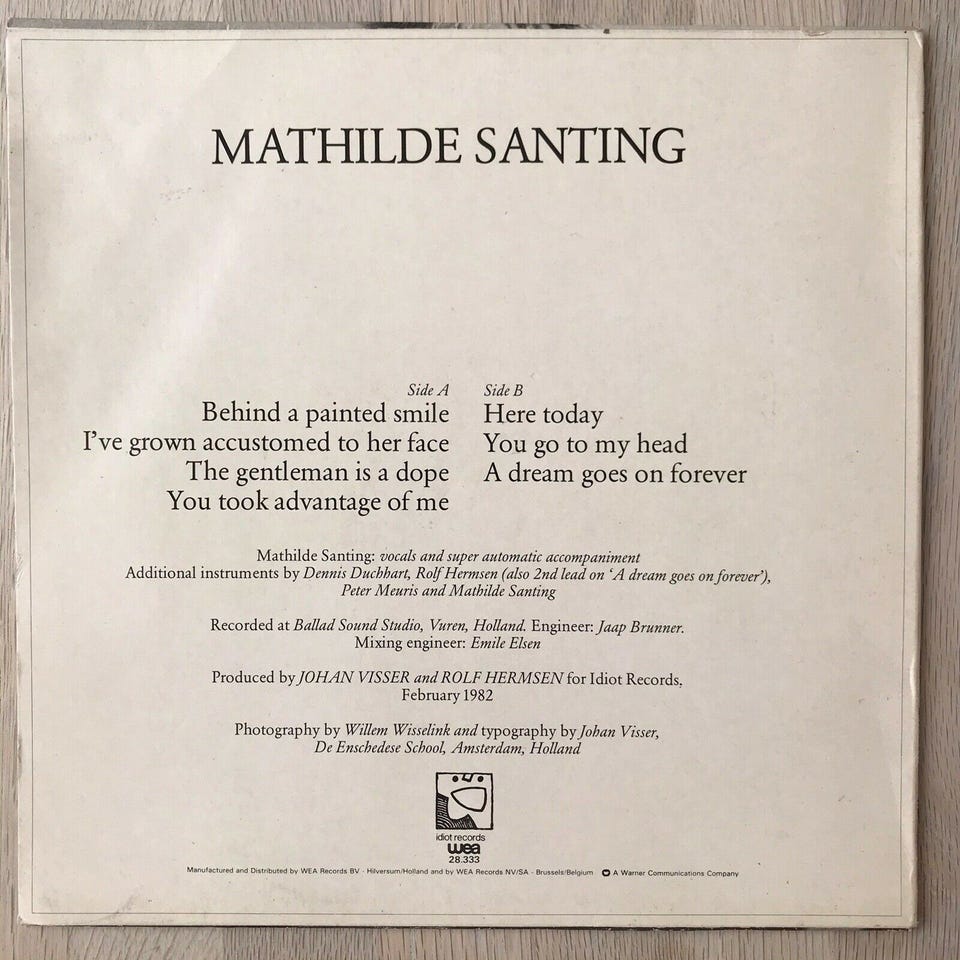 MATHILDE SANTING
Side A
Behind a painted smile
I've grown accustomed to her face
The gentleman is a dope
You took advantage of me
Side B
Here today
You go to my head
A dream goes on forever
Mathilde Santing: vocals and super automatic accompaniment
Additional instruments by Dennis Duchhart, Rolf Hermsen (also 2nd lead on ‘A dream goes on forever’),
Peter Meuris and Mathilde Santing
Recorded at Ballad Sound Studio, Vuren, Holland. Engineer: Jaap Brunner.
Mixing engineer: Emile Elsen
Produced by JOHAN VISSER and ROLF HERMSEN for Idiot Records.
February 1982
Photography by Willem Wisselink and typography by Johan Visser,
De Enschedese School, Amsterdam, Holland
idiot records
wea
28.333
Manufactured and Distributed by WEA Records BV - Hilversum/Holland and by WEA Records NV/SA - Brussels/Belgium A Warner Communications Company